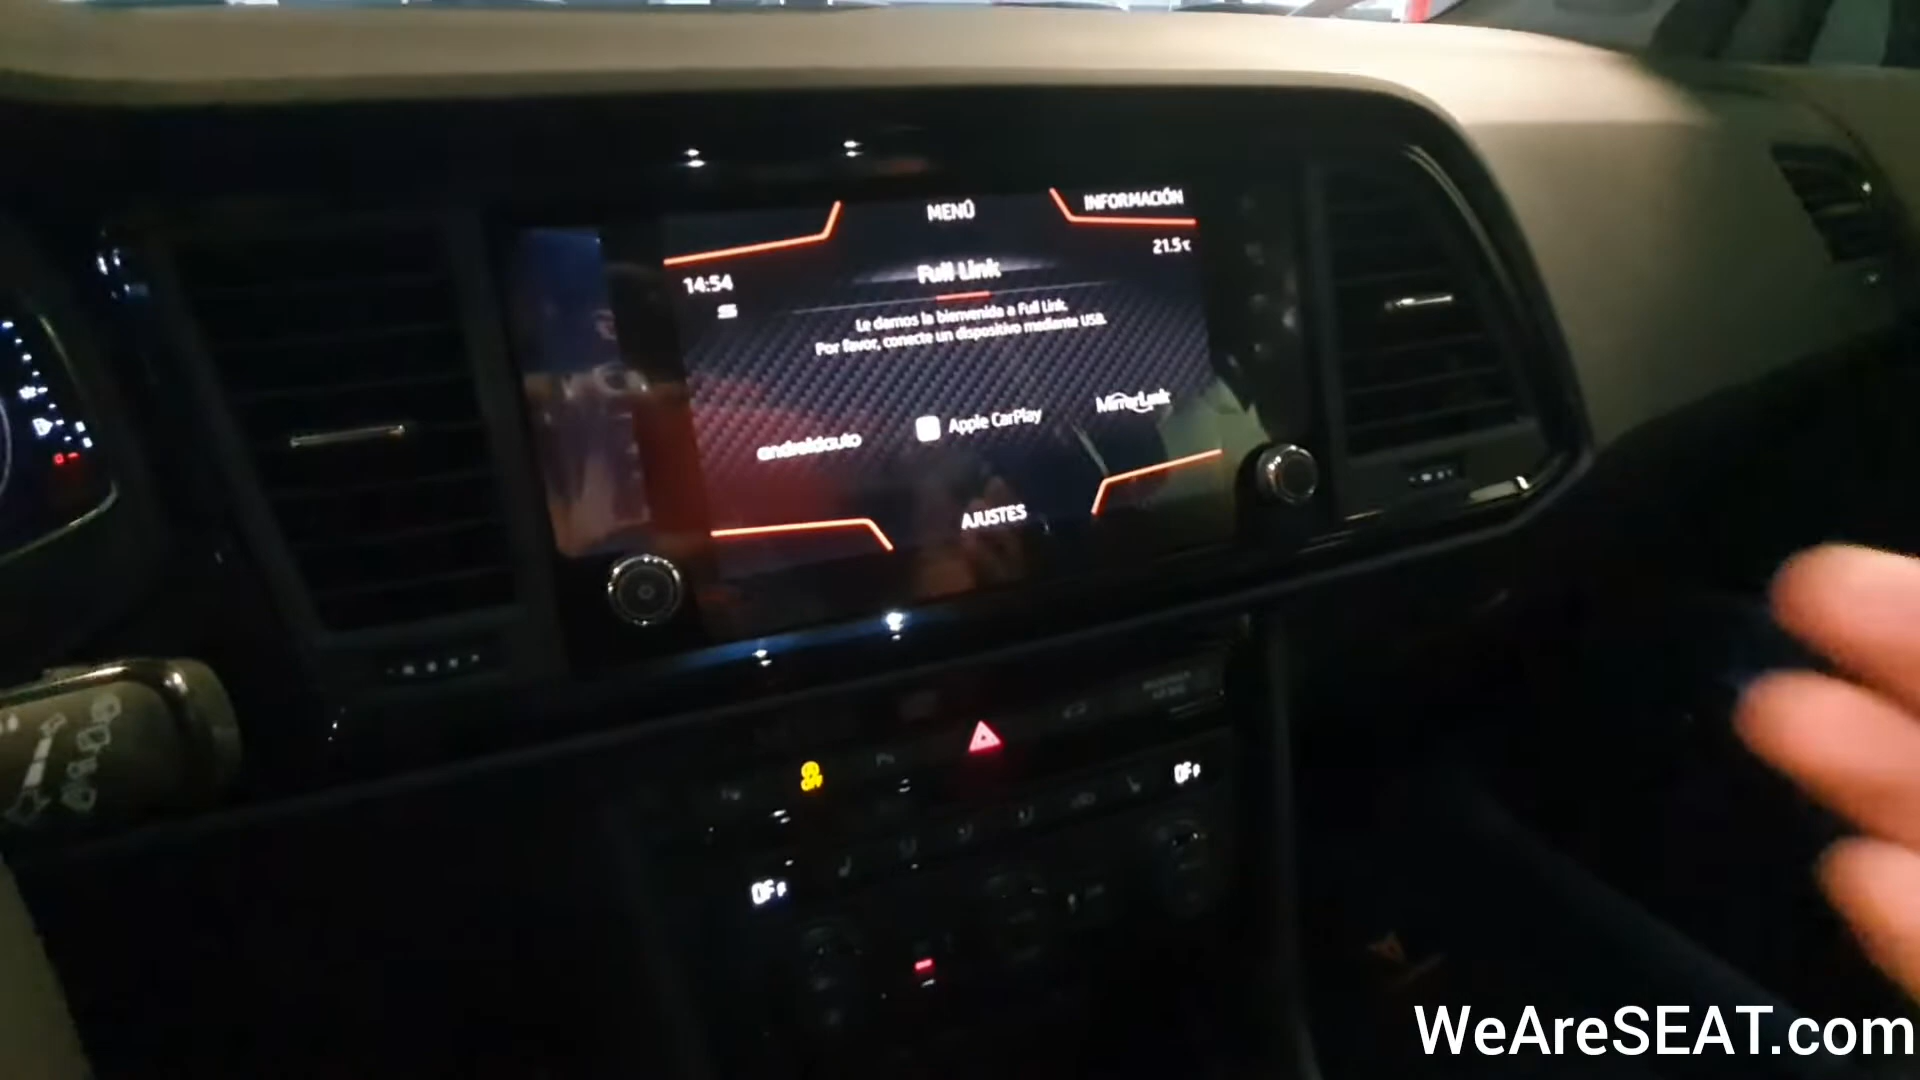 MENÚ
INFORMACIÓN
14:54
21.5℃
Full Link
Le damos la bienvenida a Full Link.
Por favor, conecte un dispositivo mediante USB.
androidauto
Apple CarPlay
MirrorLink
AJUSTES
OFF
OFF
OFF
WeAreSEAT.com